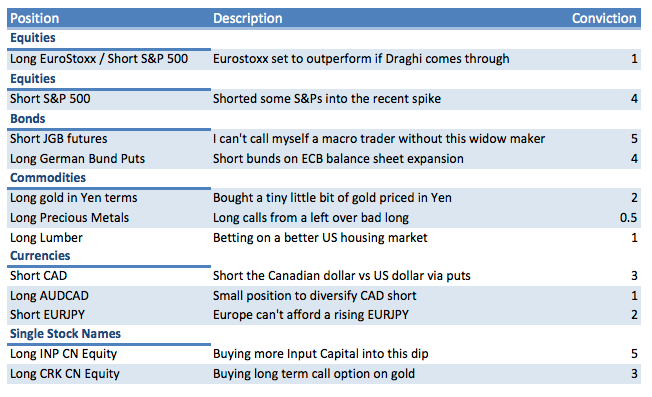 Position Description Conviction
Equities
Long EuroStoxx / Short S&P 500 Eurostoxx set to outperform if Draghi comes through 1
Equities
Short S&P 500 Shorted some S&Ps into the recent spike 4
Bonds
Short JGB futures I can't call myself a macro trader without this widow maker 5
Long German Bund Puts Short bunds on ECB balance sheet expansion 4
Commodities
Long gold in Yen terms Bought a tiny little bit of gold priced in Yen 2
Long Precious Metals Long calls from a left over bad long 0.5
Long Lumber Betting on a better US housing market 1
Currencies
Short CAD Short the Canadian dollar vs US dollar via puts 3
Long AUDCAD Small position to diversify CAD short 1
Short EURJPY Europe can't afford a rising EURJPY 2
Single Stock Names
Long INP CN Equity Buying more Input Capital into this dip 5
Long CRK CN Equity Buying long term call option on gold 3